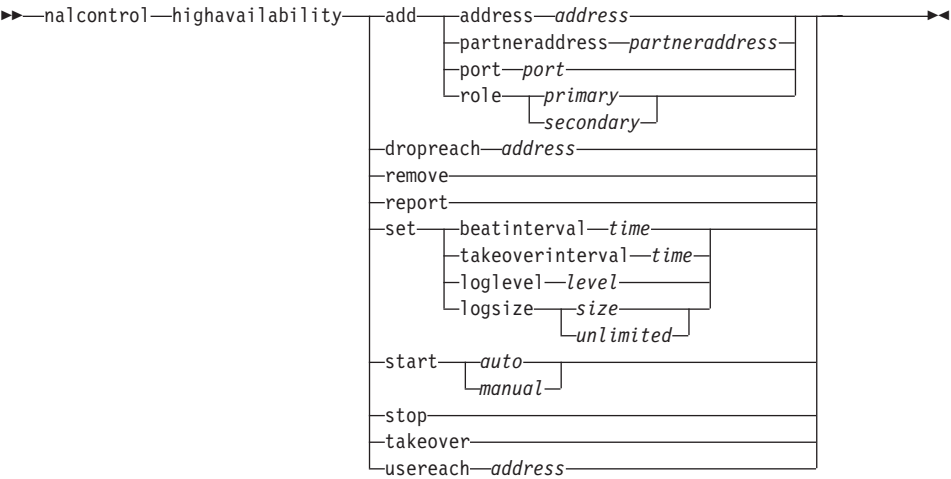 nalcontrol highavailability add address address
partneraddress partneraddress
port port
role primary
secondary
dropreach address
remove
report
set beatinterval time
takeoverinterval time
loglevel level
logsize size
unlimited
start auto
manual
stop
takeover
usereach address